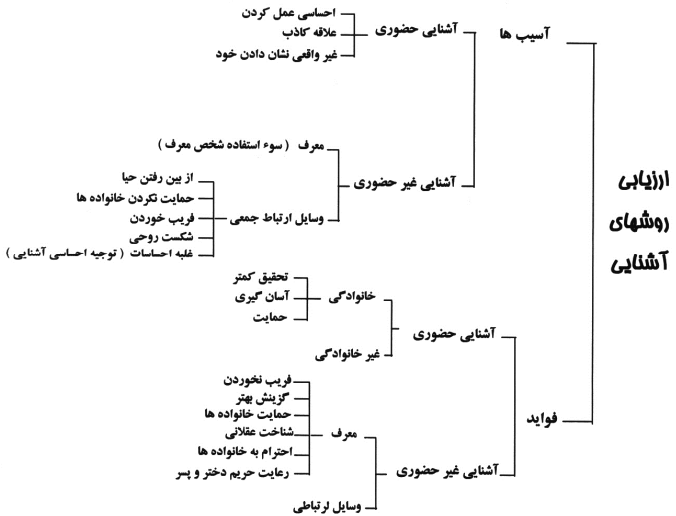 ارزیابی
روشهای
آشنایی
آسیب ها
آشنایی حضوری
احساسی عمل کردن
علاقه کاذب
غیر واقعی نشان دادن خود
آشنایی غیر حضوری
معرف ( سوء استفاده شخص معرف )
وسایل ارتباط جمعی
از بین رفتن حیا
حمایت نکردن خانواده ها
فریب خوردن
شکست روحی
غلبه احساسات ( توجیه احساسی آشنایی )
فواید
آشنایی حضوری
خانوادگی
تحقیق کمتر
آسان گیری
حمایت
غیر خانوادگی
آشنایی غیر حضوری
معرف
فریب نخوردن
گزینش بهتر
حمایت خانواده ها
شناخت عقلانی
احترام به خانواده ها
رعایت حریم دختر و پسر
وسایل لرتباطی